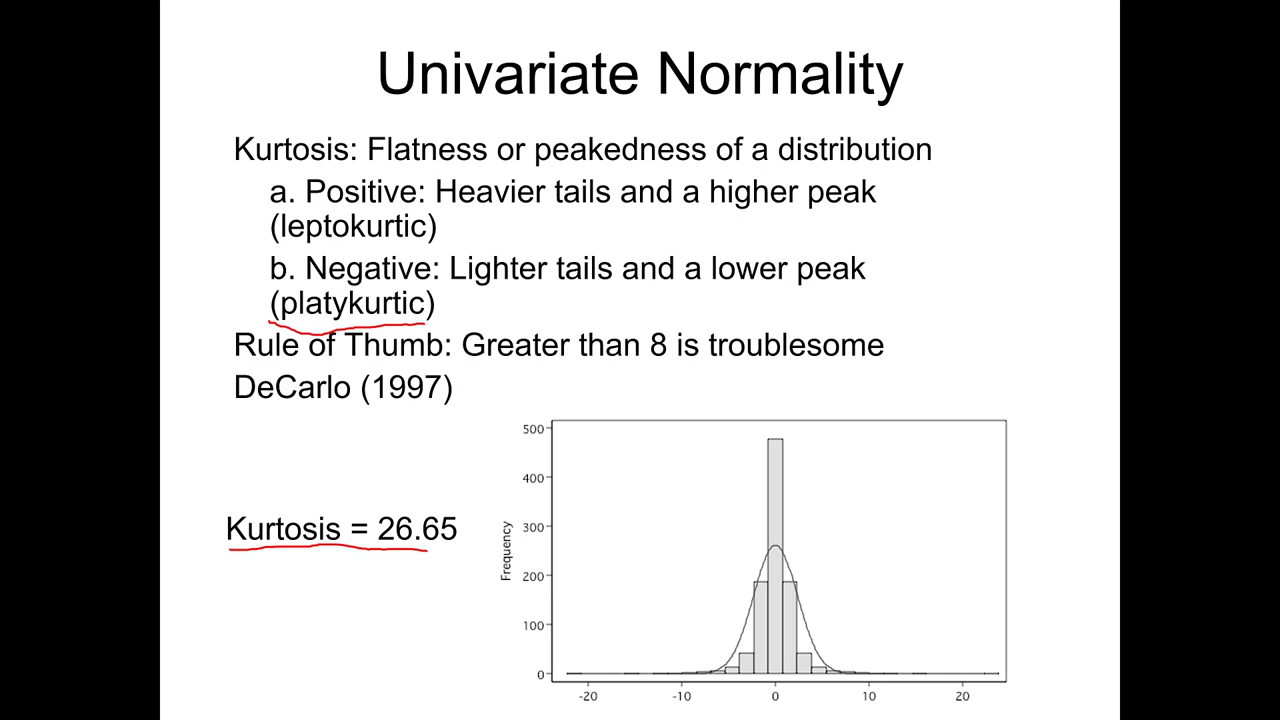 Univariate Normality
Kurtosis: Flatness or peakedness of a distribution
a. Positive: Heavier tails and a higher peak
(leptokurtic)
b. Negative: Lighter tails and a lower peak
(platykurtic)
Rule of Thumb: Greater than 8 is troublesome
DeCarlo (1997)
Kurtosis = 26.65
Frequency
500
400
300
200
100
0
-20 -10 0 10 20